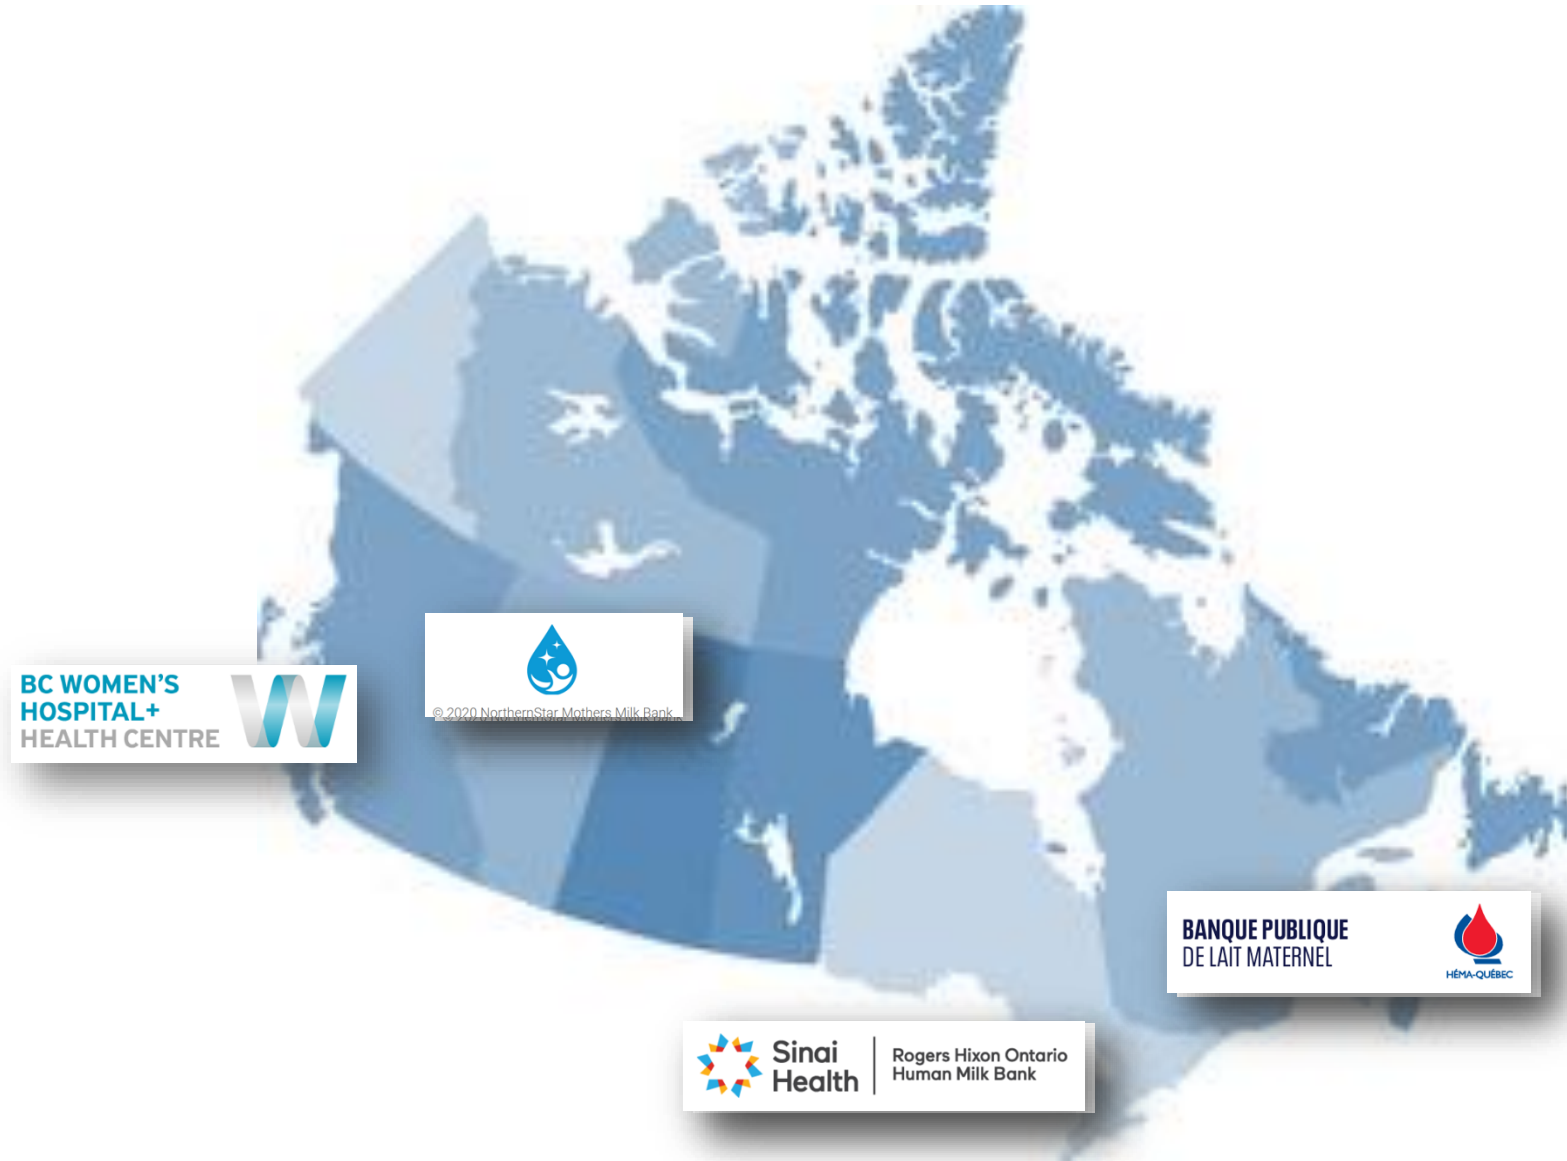 BC WOMEN'S
HOSPITAL+
HEALTH CENTRE
© 2020 NorthernStar Mothers Milk Bank
BANQUE PUBLIQUE
DE LAIT MATERNEL
HÉMA-QUÉBEC
Sinai
Health
Rogers Hixon Ontario
Human Milk Bank